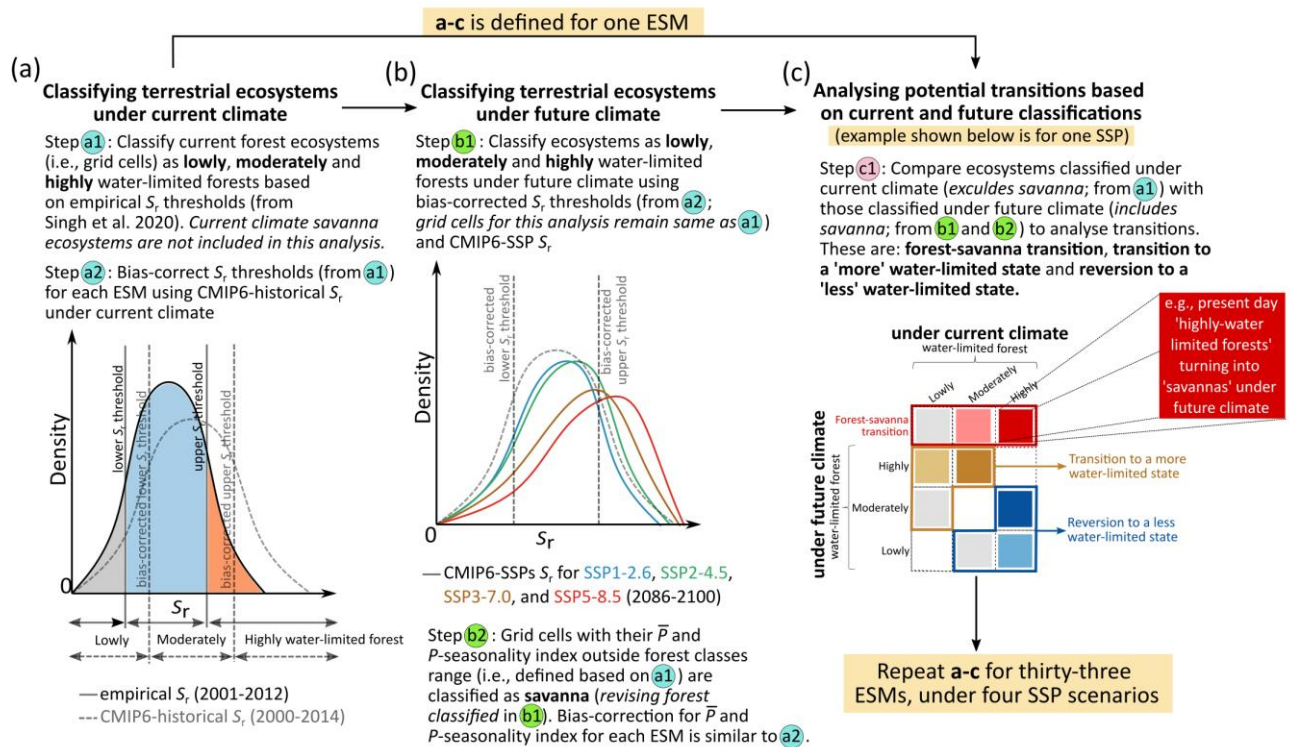 a-c is defined for one ESM
(a)
Classifying terrestrial ecosystems
under current climate
Step a1: Classify current forest ecosystems
(i.e., grid cells) as lowly, moderately and
highly water-limited forests based
on empirical Sr thresholds (from
Singh et al. 2020). Current climate savanna
ecosystems are not included in this analysis.
Step a2: Bias-correct Sr thresholds (from a1)
for each ESM using CMIP6-historical Sr
under current climate
Density
lower Sr threshold
bias-corrected lower Sr threshold
upper Sr threshold
bias-corrected upper Sr threshold
0
Sr
Lowly
Moderately
Highly water-limited forest
empirical Sr (2001-2012)
CMIP6-historical Sr (2000-2014)
(b)
Classifying terrestrial ecosystems
under future climate
Step b1: Classify ecosystems as lowly,
moderately and highly water-limited
forests under future climate using
bias-corrected Sr thresholds (from a2;
grid cells for this analysis remain same as a1)
and CMIP6-SSP Sr
Density
bias-corrected
lower Sr threshold
bias-corrected
upper Sr threshold
0
Sr
CMIP6-SSPs Sr for SSP1-2.6, SSP2-4.5,
SSP3-7.0, and SSP5-8.5 (2086-2100)
Step b2: Grid cells with their P̅ and
P-seasonality index outside forest classes
range (i.e., defined based on a1) are
classified as savanna (revising forest
classified in b1). Bias-correction for P̅ and
P-seasonality index for each ESM is similar to a2.
(c)
Analysing potential transitions based
on current and future classifications
(example shown below is for one SSP)
Step c1: Compare ecosystems classified under
current climate (exculdes savanna; from a1) with
those classified under future climate (includes
savanna; from b1 and b2) to analyse transitions.
These are: forest-savanna transition, transition to
a 'more' water-limited state and reversion to a
'less' water-limited state.
under current climate
water-limited forest
Lowly
Moderately
Highly
e.g., present day
'highly-water
limited forests'
turning into
'savannas' under
future climate
under future climate
water-limited forest
Forest-savanna
transition
Highly
Moderately
Lowly
Transition to a more
water-limited state
Reversion to a less
water-limited state
Repeat a-c for thirty-three
ESMs, under four SSP scenarios